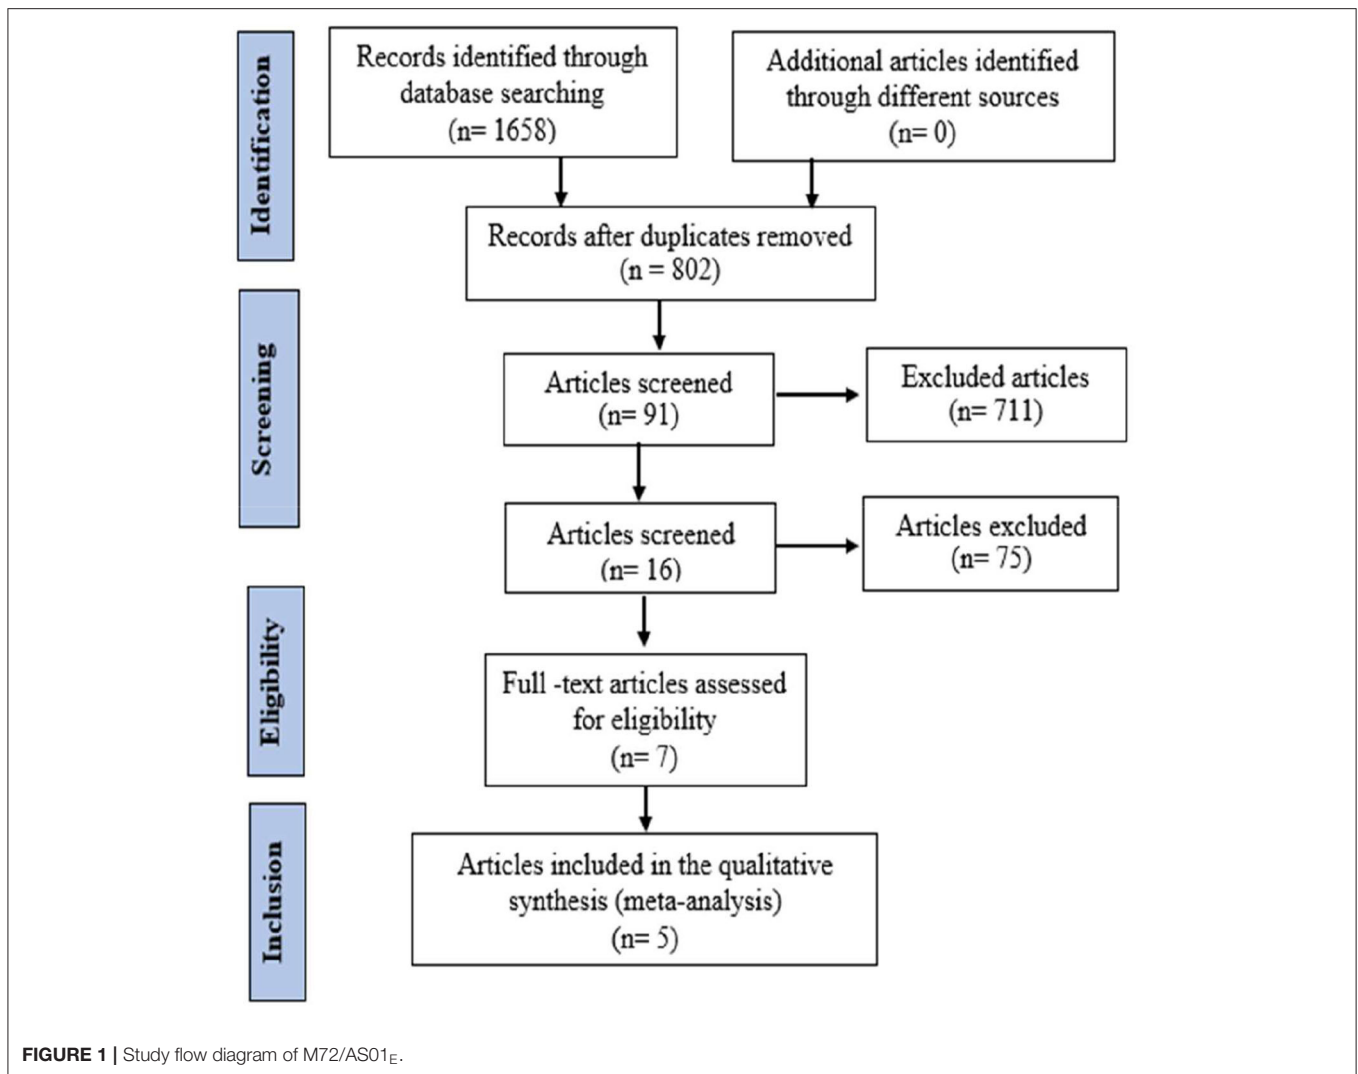 Identification
Records identified through
database searching
(n= 1658)
Additional articles identified
through different sources
(n= 0)
Records after duplicates removed
(n = 802)
Screening
Articles screened
(n= 91)
Excluded articles
(n= 711)
Articles screened
(n= 16)
Articles excluded
(n= 75)
Eligibility
Full -text articles assessed
for eligibility
(n= 7)
Inclusion
Articles included in the qualitative
synthesis (meta-analysis)
(n= 5)
FIGURE 1 | Study flow diagram of M72/AS01E.